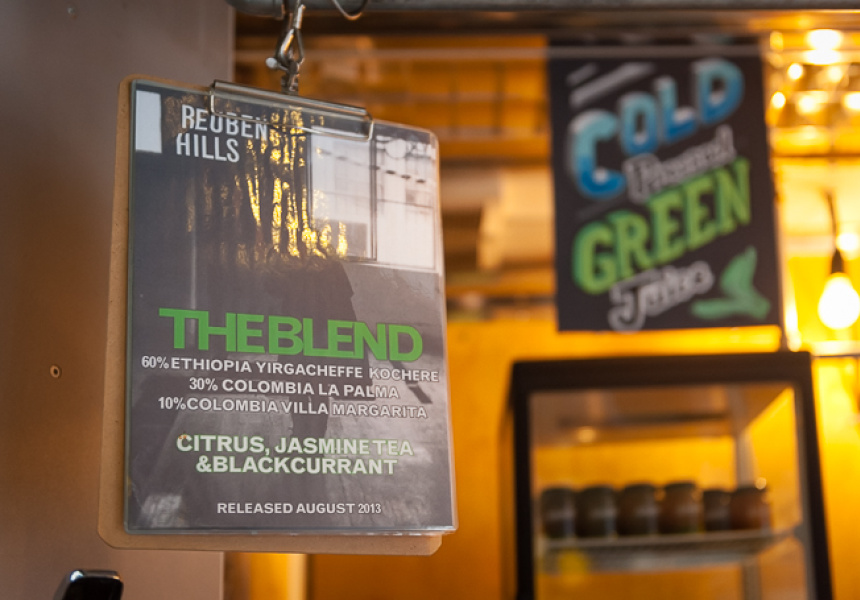 REUBEN
HILLS
THE BLEND
60% ETHIOPIA YIRGACHEFFE KOCHERE
30% COLOMBIA LA PALMA
10% COLOMBIA VILLA MARGARITA
CITRUS, JASMINE TEA
& BLACKCURRANT
RELEASED AUGUST 2013
COLD
Pressed
GREEN
Juices